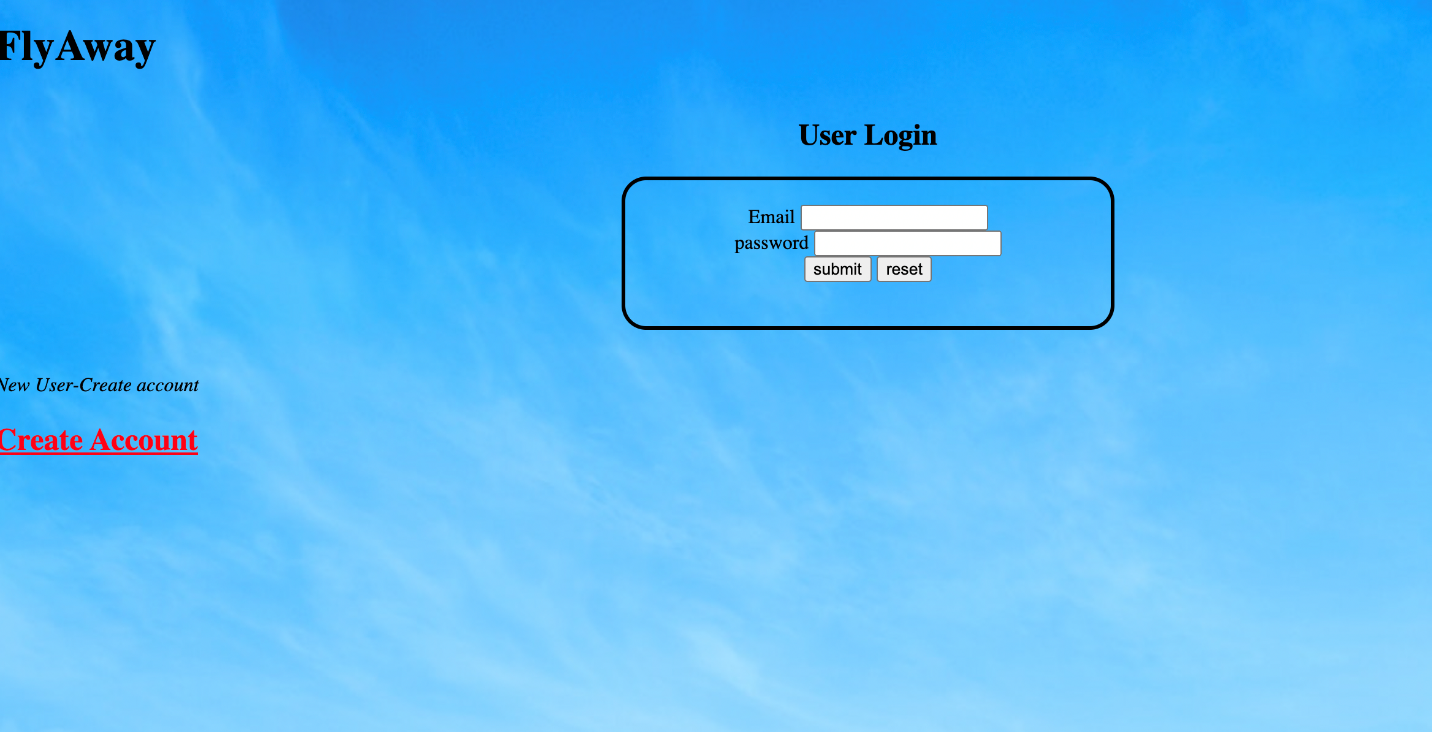 FlyAway
User Login
Email
password
submit reset
New User-Create account
Create Account